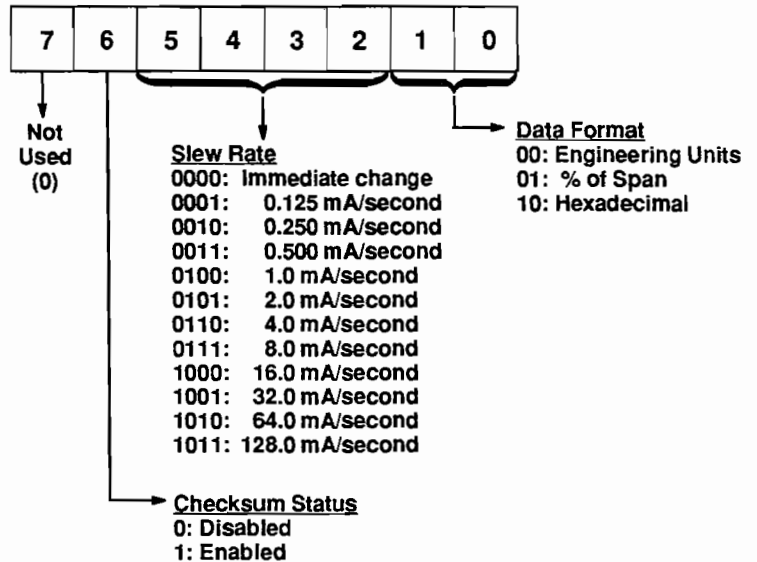 7 6 5 4 3 2 1 0
Not
Used
(0)
Slew Rate
0000: Immediate change
0001: 0.125 mA/second
0010: 0.250 mA/second
0011: 0.500 mA/second
0100: 1.0 mA/second
0101: 2.0 mA/second
0110: 4.0 mA/second
0111: 8.0 mA/second
1000: 16.0 mA/second
1001: 32.0 mA/second
1010: 64.0 mA/second
1011: 128.0 mA/second
Data Format
00: Engineering Units
01: % of Span
10: Hexadecimal
Checksum Status
0: Disabled
1: Enabled